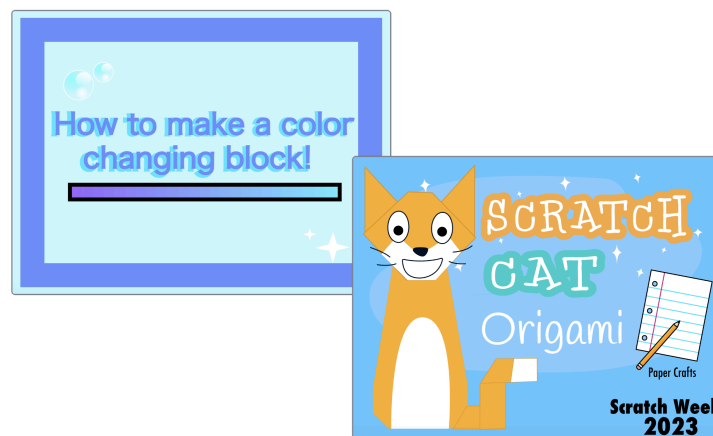 How to make a color
changing block!
SCRATCH
CAT
Origami
Paper Crafts
Scratch Wee
2023